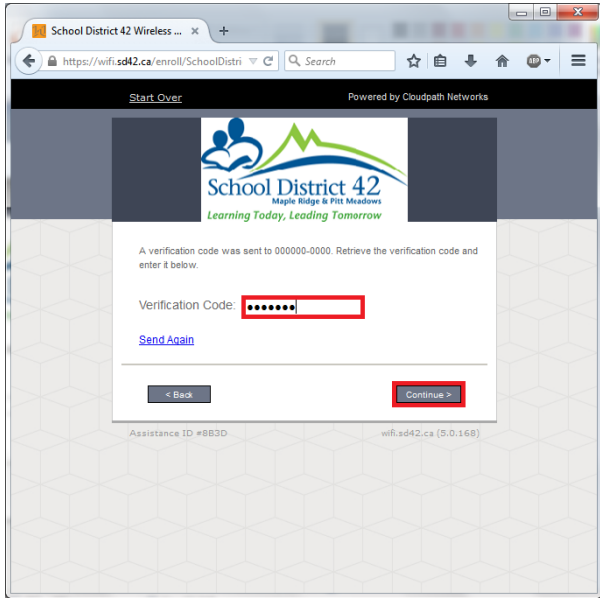 School District 42 Wireless ...
https://wifi.sd42.ca/enroll/SchoolDistri
Search
ABP
Start Over
Powered by Cloudpath Networks
School District 42
Maple Ridge & Pitt Meadows
Learning Today, Leading Tomorrow
A verification code was sent to 000000-0000. Retrieve the verification code and
enter it below.
Verification Code: ●●●●●●●
Send Again
< Back
Continue >
Assistance ID #8B3D
wifi.sd42.ca (5.0.168)